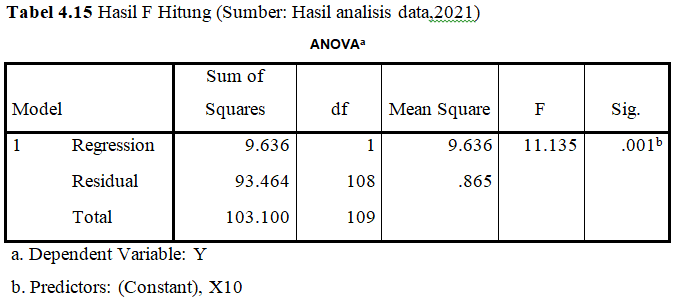 Tabel 4.15 Hasil F Hitung (Sumber: Hasil analisis data,2021)
ANOVAᵃ
Model Sum of Squares df Mean Square F Sig.
1 Regression 9.636 1 9.636 11.135 .001ᵇ
Residual 93.464 108 .865
Total 103.100 109
a. Dependent Variable: Y
b. Predictors: (Constant), X10